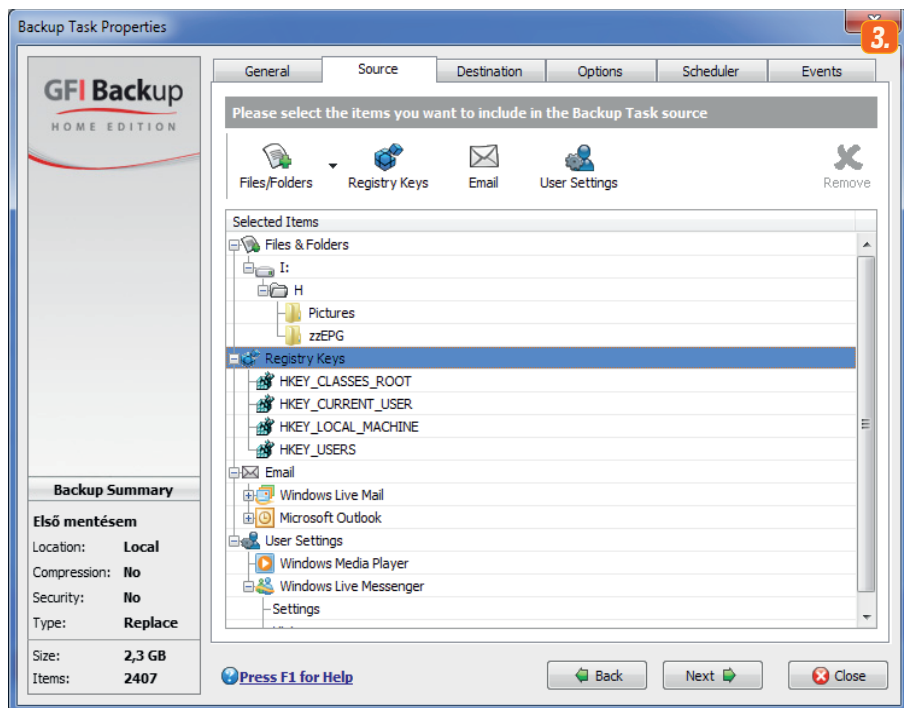 Backup Task Properties
3.
GFI Backup
HOME EDITION
General Source Destination Options Scheduler Events
Please select the items you want to include in the Backup Task source
Files/Folders Registry Keys Email User Settings Remove
Selected Items
Files & Folders
I:
H
Pictures
zzEPG
Registry Keys
HKEY_CLASSES_ROOT
HKEY_CURRENT_USER
HKEY_LOCAL_MACHINE
HKEY_USERS
Email
Windows Live Mail
Microsoft Outlook
User Settings
Windows Media Player
Windows Live Messenger
Settings
Backup Summary
Első mentésem
Location: Local
Compression: No
Security: No
Type: Replace
Size: 2,3 GB
Items: 2407
Press F1 for Help
Back Next Close